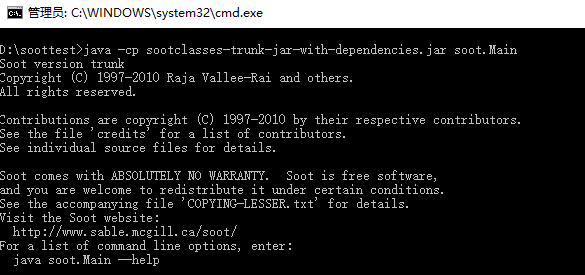 管理员: C:\WINDOWS\system32\cmd.exe
D:\soottest>java -cp sootclasses-trunk-jar-with-dependencies.jar soot.Main
Soot version trunk
Copyright (C) 1997-2010 Raja Vallee-Rai and others.
All rights reserved.
Contributions are copyright (C) 1997-2010 by their respective contributors.
See the file 'credits' for a list of contributors.
See individual source files for details.
Soot comes with ABSOLUTELY NO WARRANTY.  Soot is free software,
and you are welcome to redistribute it under certain conditions.
See the accompanying file 'COPYING-LESSER.txt' for details.
Visit the Soot website:
  http://www.sable.mcgill.ca/soot/
For a list of command line options, enter:
  java soot.Main --help